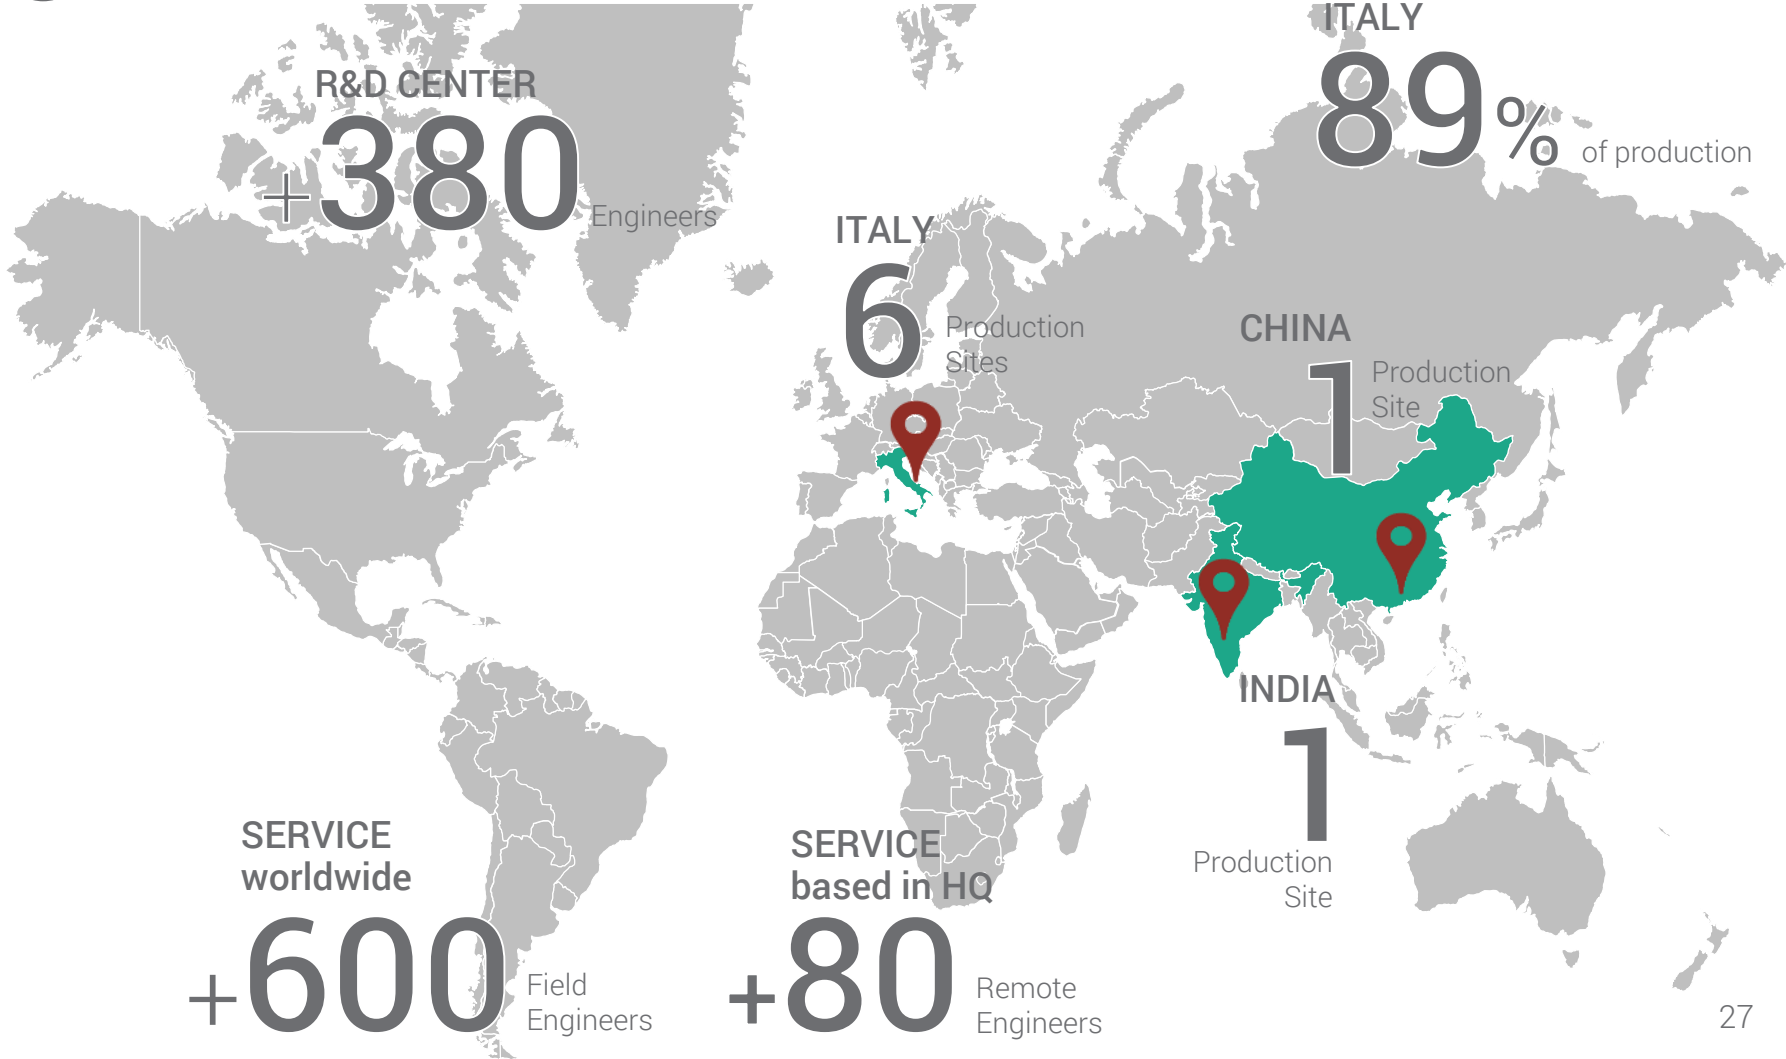 ITALY
89%
of production
R&D CENTER
+380
Engineers
ITALY
6
Production
Sites
CHINA
1
Production
Site
INDIA
1
Production
Site
SERVICE
worldwide
+600
Field
Engineers
SERVICE
based in HQ
+80
Remote
Engineers
27